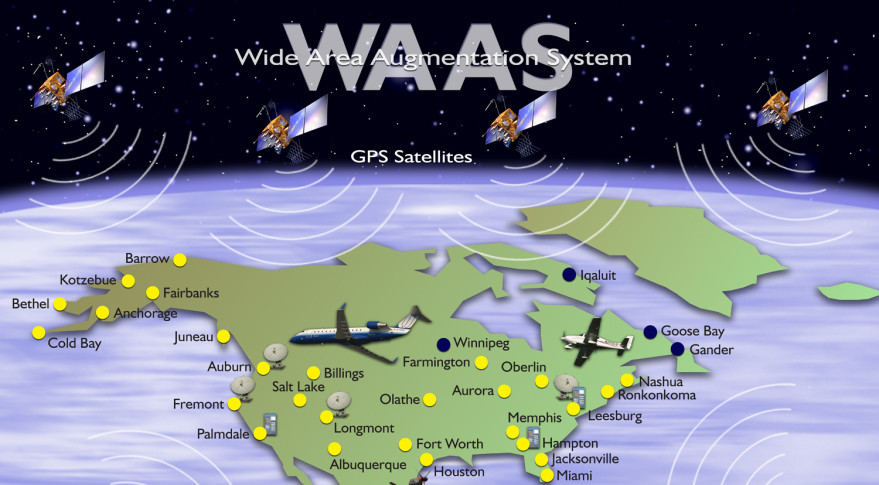 WAAS
Wide Area Augmentation System
GPS Satellites
Barrow
Kotzebue
Fairbanks
Iqaluit
Bethel
Anchorage
Cold Bay
Juneau
Goose Bay
Winnipeg
Gander
Farmington
Auburn
Billings
Oberlin
Salt Lake
Nashua
Aurora
Ronkonkoma
Olathe
Fremont
Leesburg
Longmont
Memphis
Palmdale
Fort Worth
Hampton
Albuquerque
Jacksonville
Houston
Miami